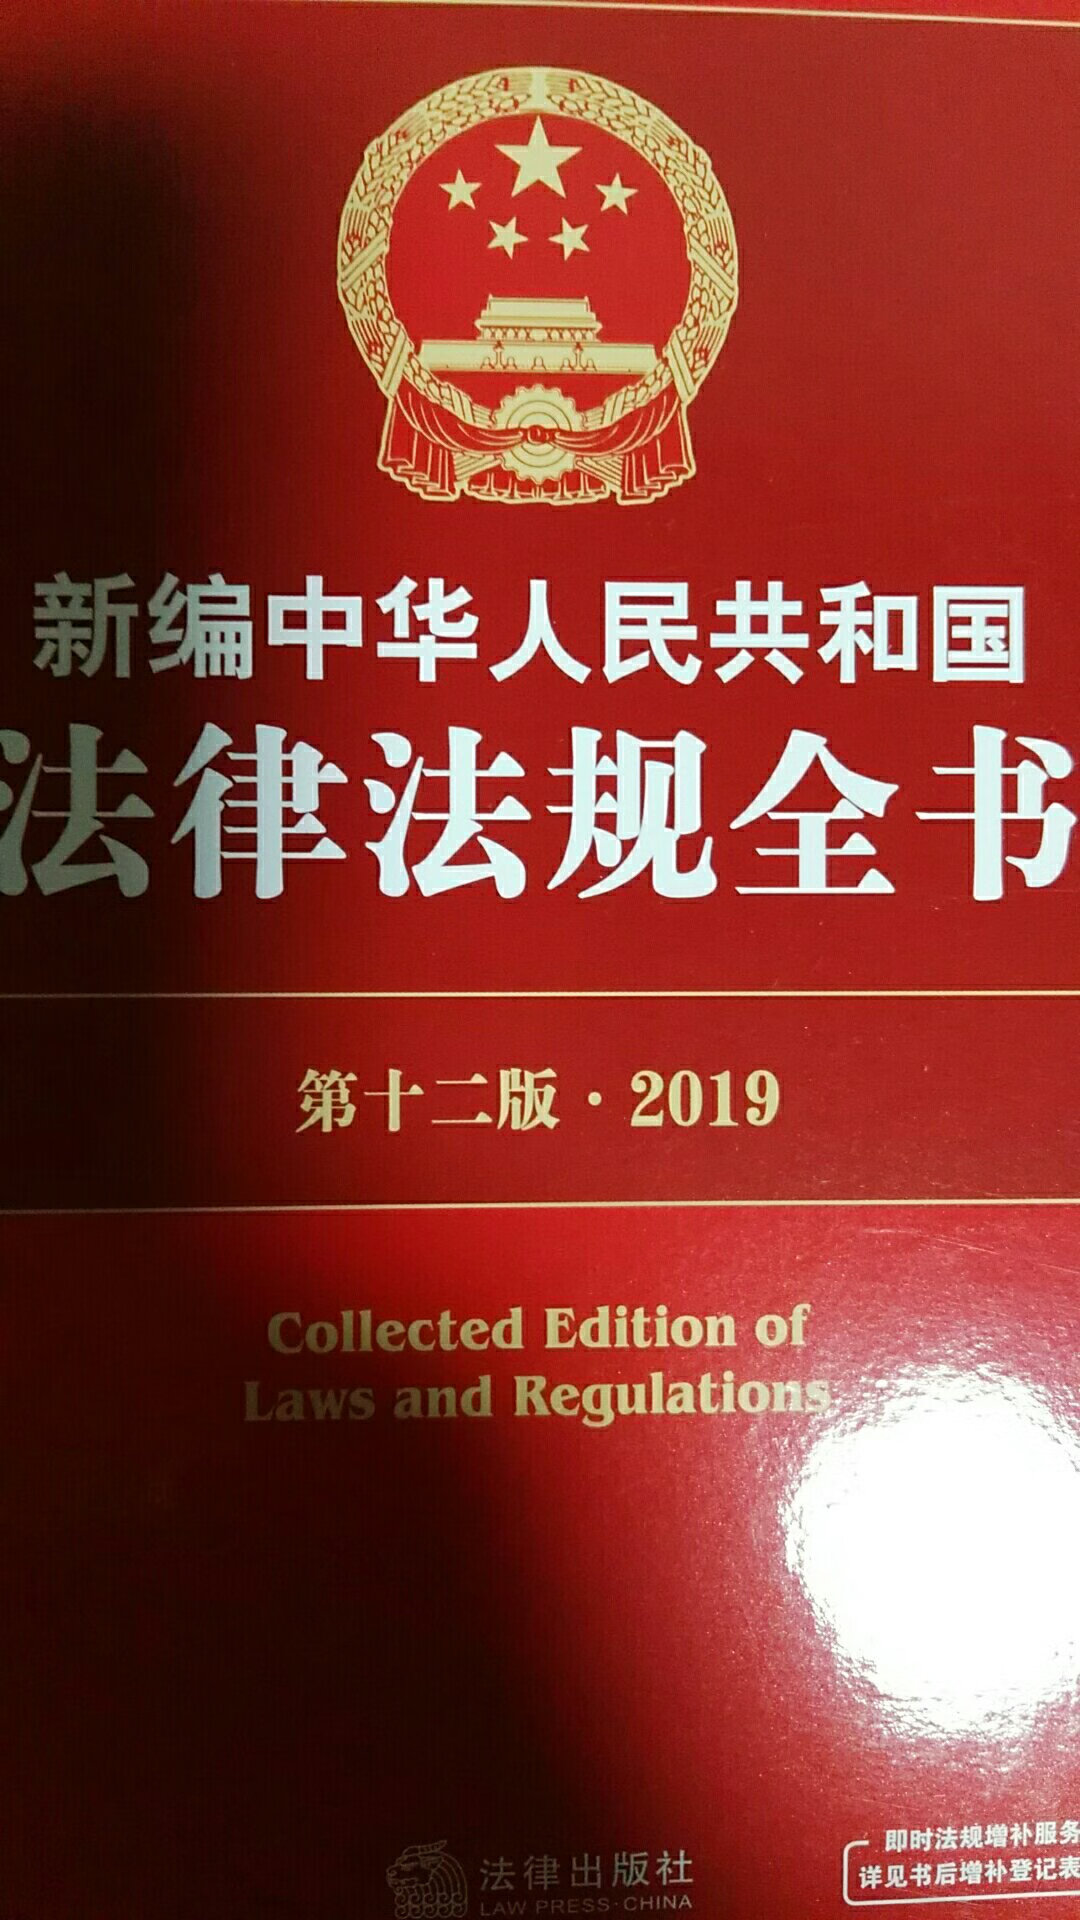 新编中华人民共和国
法律法规全书
第十二版·2019
Collected Edition of
Laws and Regulations
即时法规增补服务
详见书后增补登记表
法律出版社
LAW PRESS·CHINA